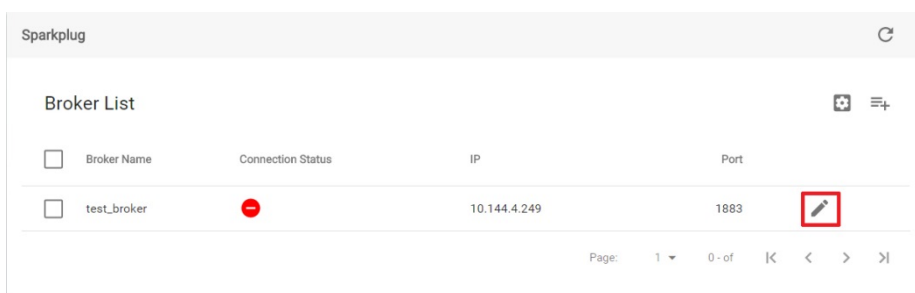 Sparkplug
Broker List
Broker Name Connection Status IP Port
test_broker 10.144.4.249 1883
Page: 1 0 - of